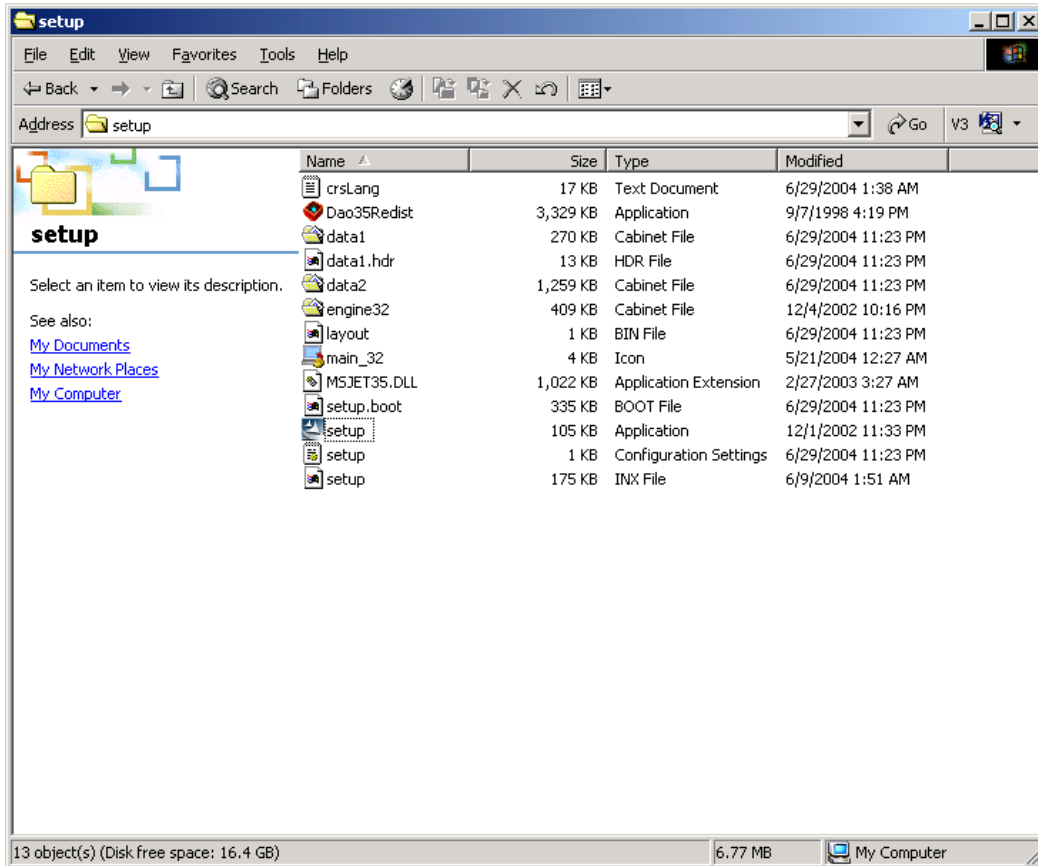 setup
File Edit View Favorites Tools Help
Back Search Folders
Address setup Go V3
Name Size Type Modified
crsLang 17 KB Text Document 6/29/2004 1:38 AM
Dao35Redist 3,329 KB Application 9/7/1998 4:19 PM
data1 270 KB Cabinet File 6/29/2004 11:23 PM
data1.hdr 13 KB HDR File 6/29/2004 11:23 PM
data2 1,259 KB Cabinet File 6/29/2004 11:23 PM
engine32 409 KB Cabinet File 12/4/2002 10:16 PM
layout 1 KB BIN File 6/29/2004 11:23 PM
main_32 4 KB Icon 5/21/2004 12:27 AM
MSJET35.DLL 1,022 KB Application Extension 2/27/2003 3:27 AM
setup.boot 335 KB BOOT File 6/29/2004 11:23 PM
setup 105 KB Application 12/1/2002 11:33 PM
setup 1 KB Configuration Settings 6/29/2004 11:23 PM
setup 175 KB INX File 6/9/2004 1:51 AM
setup
Select an item to view its description.
See also:
My Documents
My Network Places
My Computer
13 object(s) (Disk free space: 16.4 GB) 6.77 MB My Computer